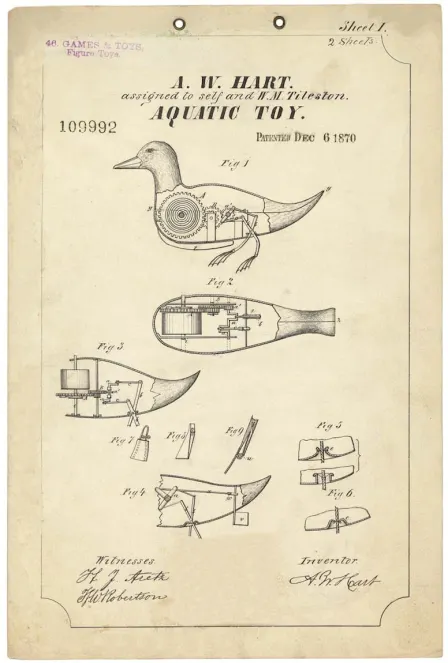 Sheet 1.
2 Sheets.
46. GAMES & TOYS,
Figure Toys.
A. W. HART.
assigned to self and W.M. Tileston.
AQUATIC TOY.
109992
PATENTED DEC 6 1870
Fig 1
Fig 2
Fig 3
Fig 7
Fig 8
Fig 9
Fig 5
Fig 4
Fig 6.
Witnesses
Inventor
A. W. Hart
F.W. Robertson